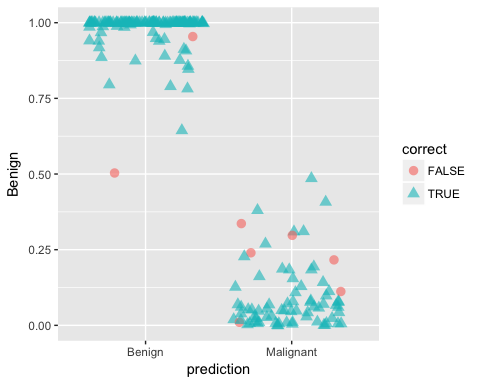 1.00
0.75
0.50
0.25
0.00
Benign
Benign
Malignant
prediction
correct
FALSE
TRUE